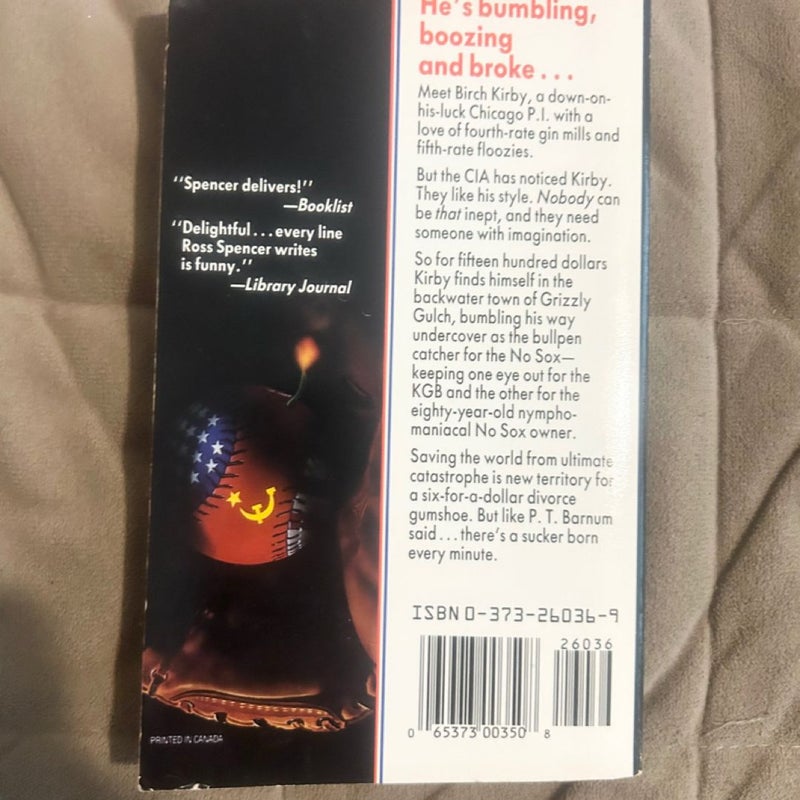 "Spencer delivers!"
—Booklist
"Delightful...every line
Ross Spencer writes
is funny."
—Library Journal
PRINTED IN CANADA
He's bumbling,
boozing
and broke...
Meet Birch Kirby, a down-on-
his-luck Chicago P.I. with a
love of fourth-rate gin mills and
fifth-rate floozies.
But the CIA has noticed Kirby.
They like his style. Nobody can
be that inept, and they need
someone with imagination.
So for fifteen hundred dollars
Kirby finds himself in the
backwater town of Grizzly
Gulch, bumbling his way
undercover as the bullpen
catcher for the No Sox—
keeping one eye out for the
KGB and the other for the
eighty-year-old nympho-
maniacal No Sox owner.
Saving the world from ultimate
catastrophe is new territory for
a six-for-a-dollar divorce
gumshoe. But like P. T. Barnum
said...there's a sucker born
every minute.
ISBN 0-373-26036-9
26036
0 65373 00350 8